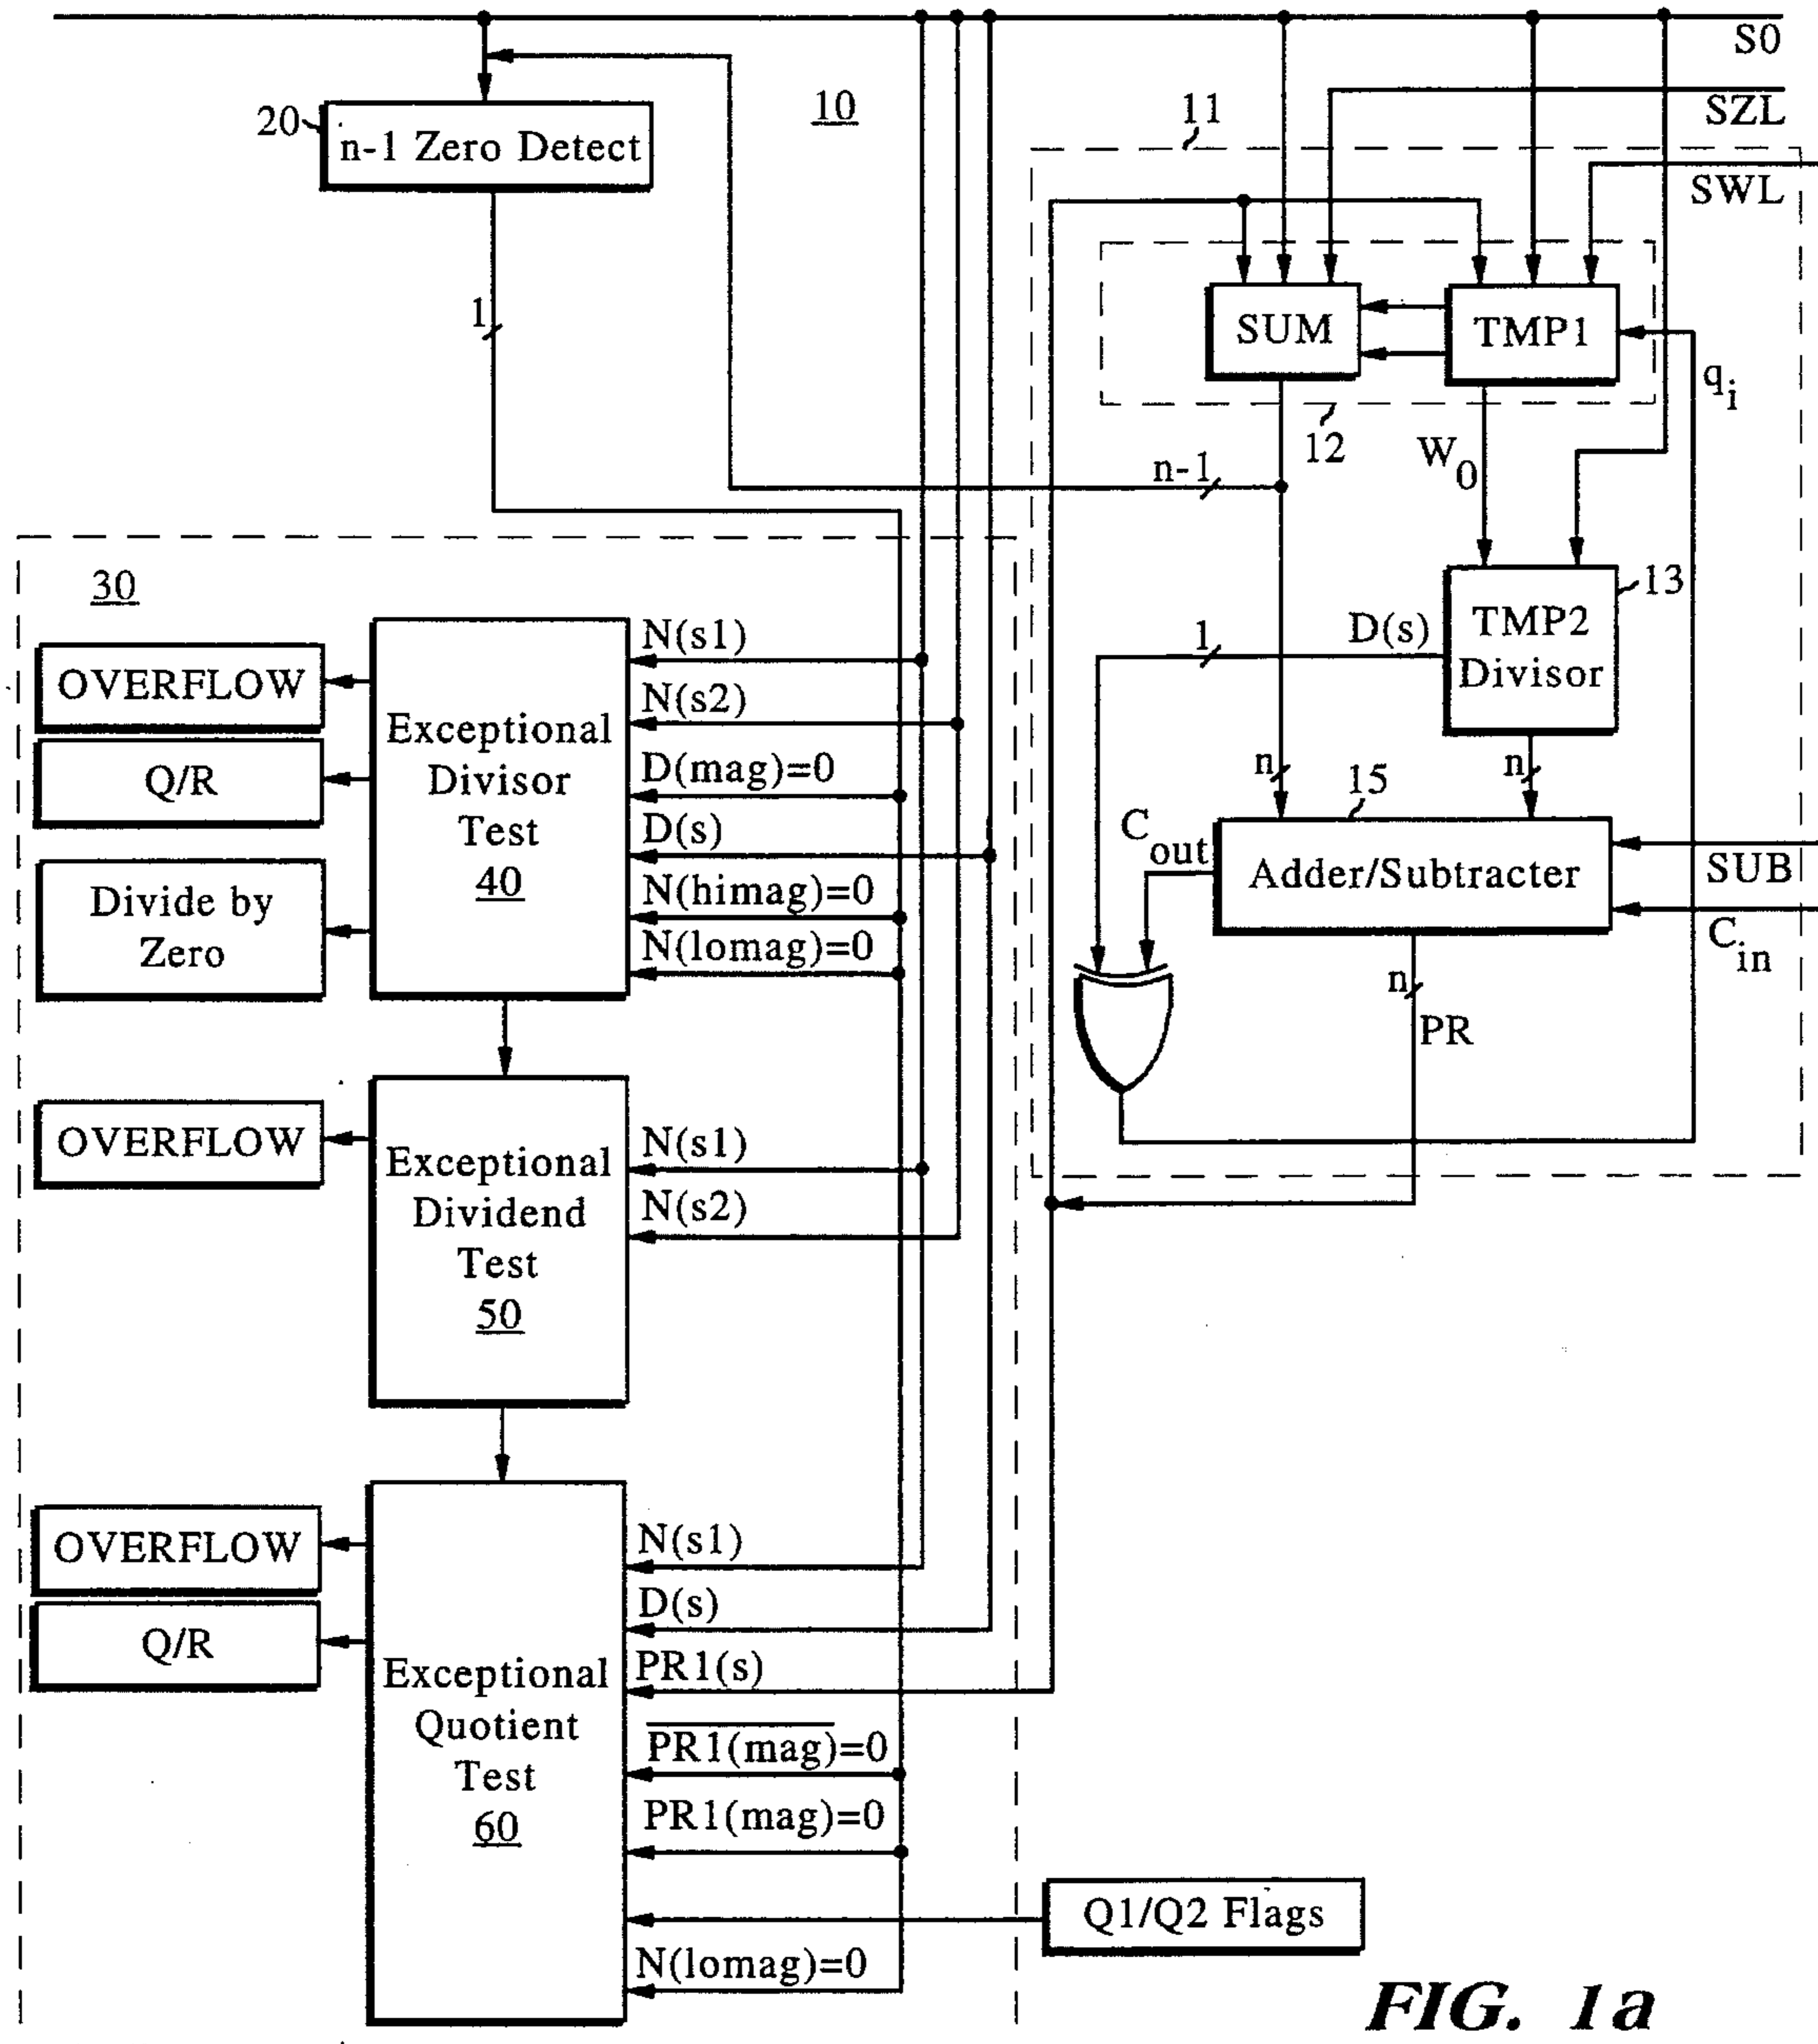 S0
20
n-1 Zero Detect
10
11
SZL
SWL
SUM
TMP1
1
q i
12
W 0
n-1
30
13
TMP2
Divisor
D(s)
1
OVERFLOW
Q/R
Divide by
Zero
Exceptional
Divisor
Test
40
N(s1)
N(s2)
D(mag)=0
D(s)
N(himag)=0
N(lomag)=0
n
n
15
C out
Adder/Subtracter
SUB
C in
n
PR
OVERFLOW
Exceptional
Dividend
Test
50
N(s1)
N(s2)
OVERFLOW
Q/R
Exceptional
Quotient
Test
60
N(s1)
D(s)
PR1(s)
P̅R̅1̅(̅m̅a̅g̅)̅=0
PR1(mag)=0
Q1/Q2 Flags
N(lomag)=0
FIG. 1a